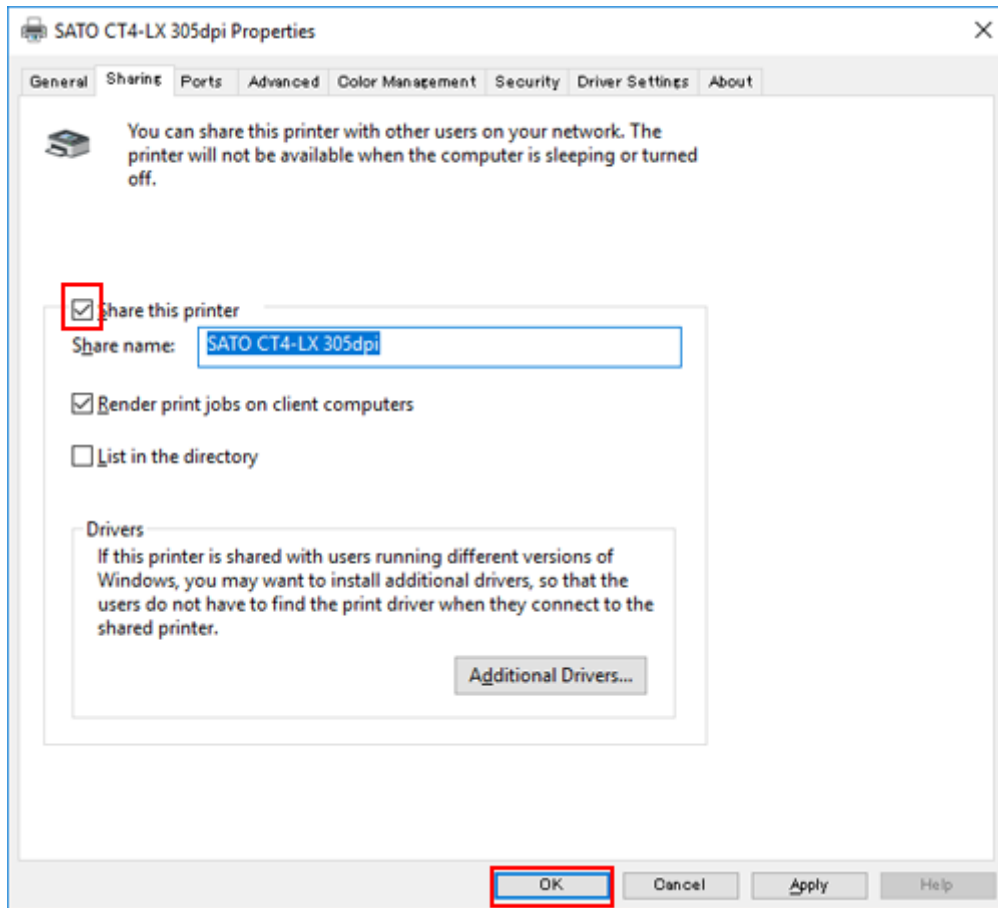 SATO CT4-LX 305dpi Properties
General Sharing Ports Advanced Color Management Security Driver Settings About
You can share this printer with other users on your network. The
printer will not be available when the computer is sleeping or turned
off.
Share this printer
Share name: SATO CT4-LX 305dpi
Render print jobs on client computers
List in the directory
Drivers
If this printer is shared with users running different versions of
Windows, you may want to install additional drivers, so that the
users do not have to find the print driver when they connect to the
shared printer.
Additional Drivers...
OK Cancel Apply Help